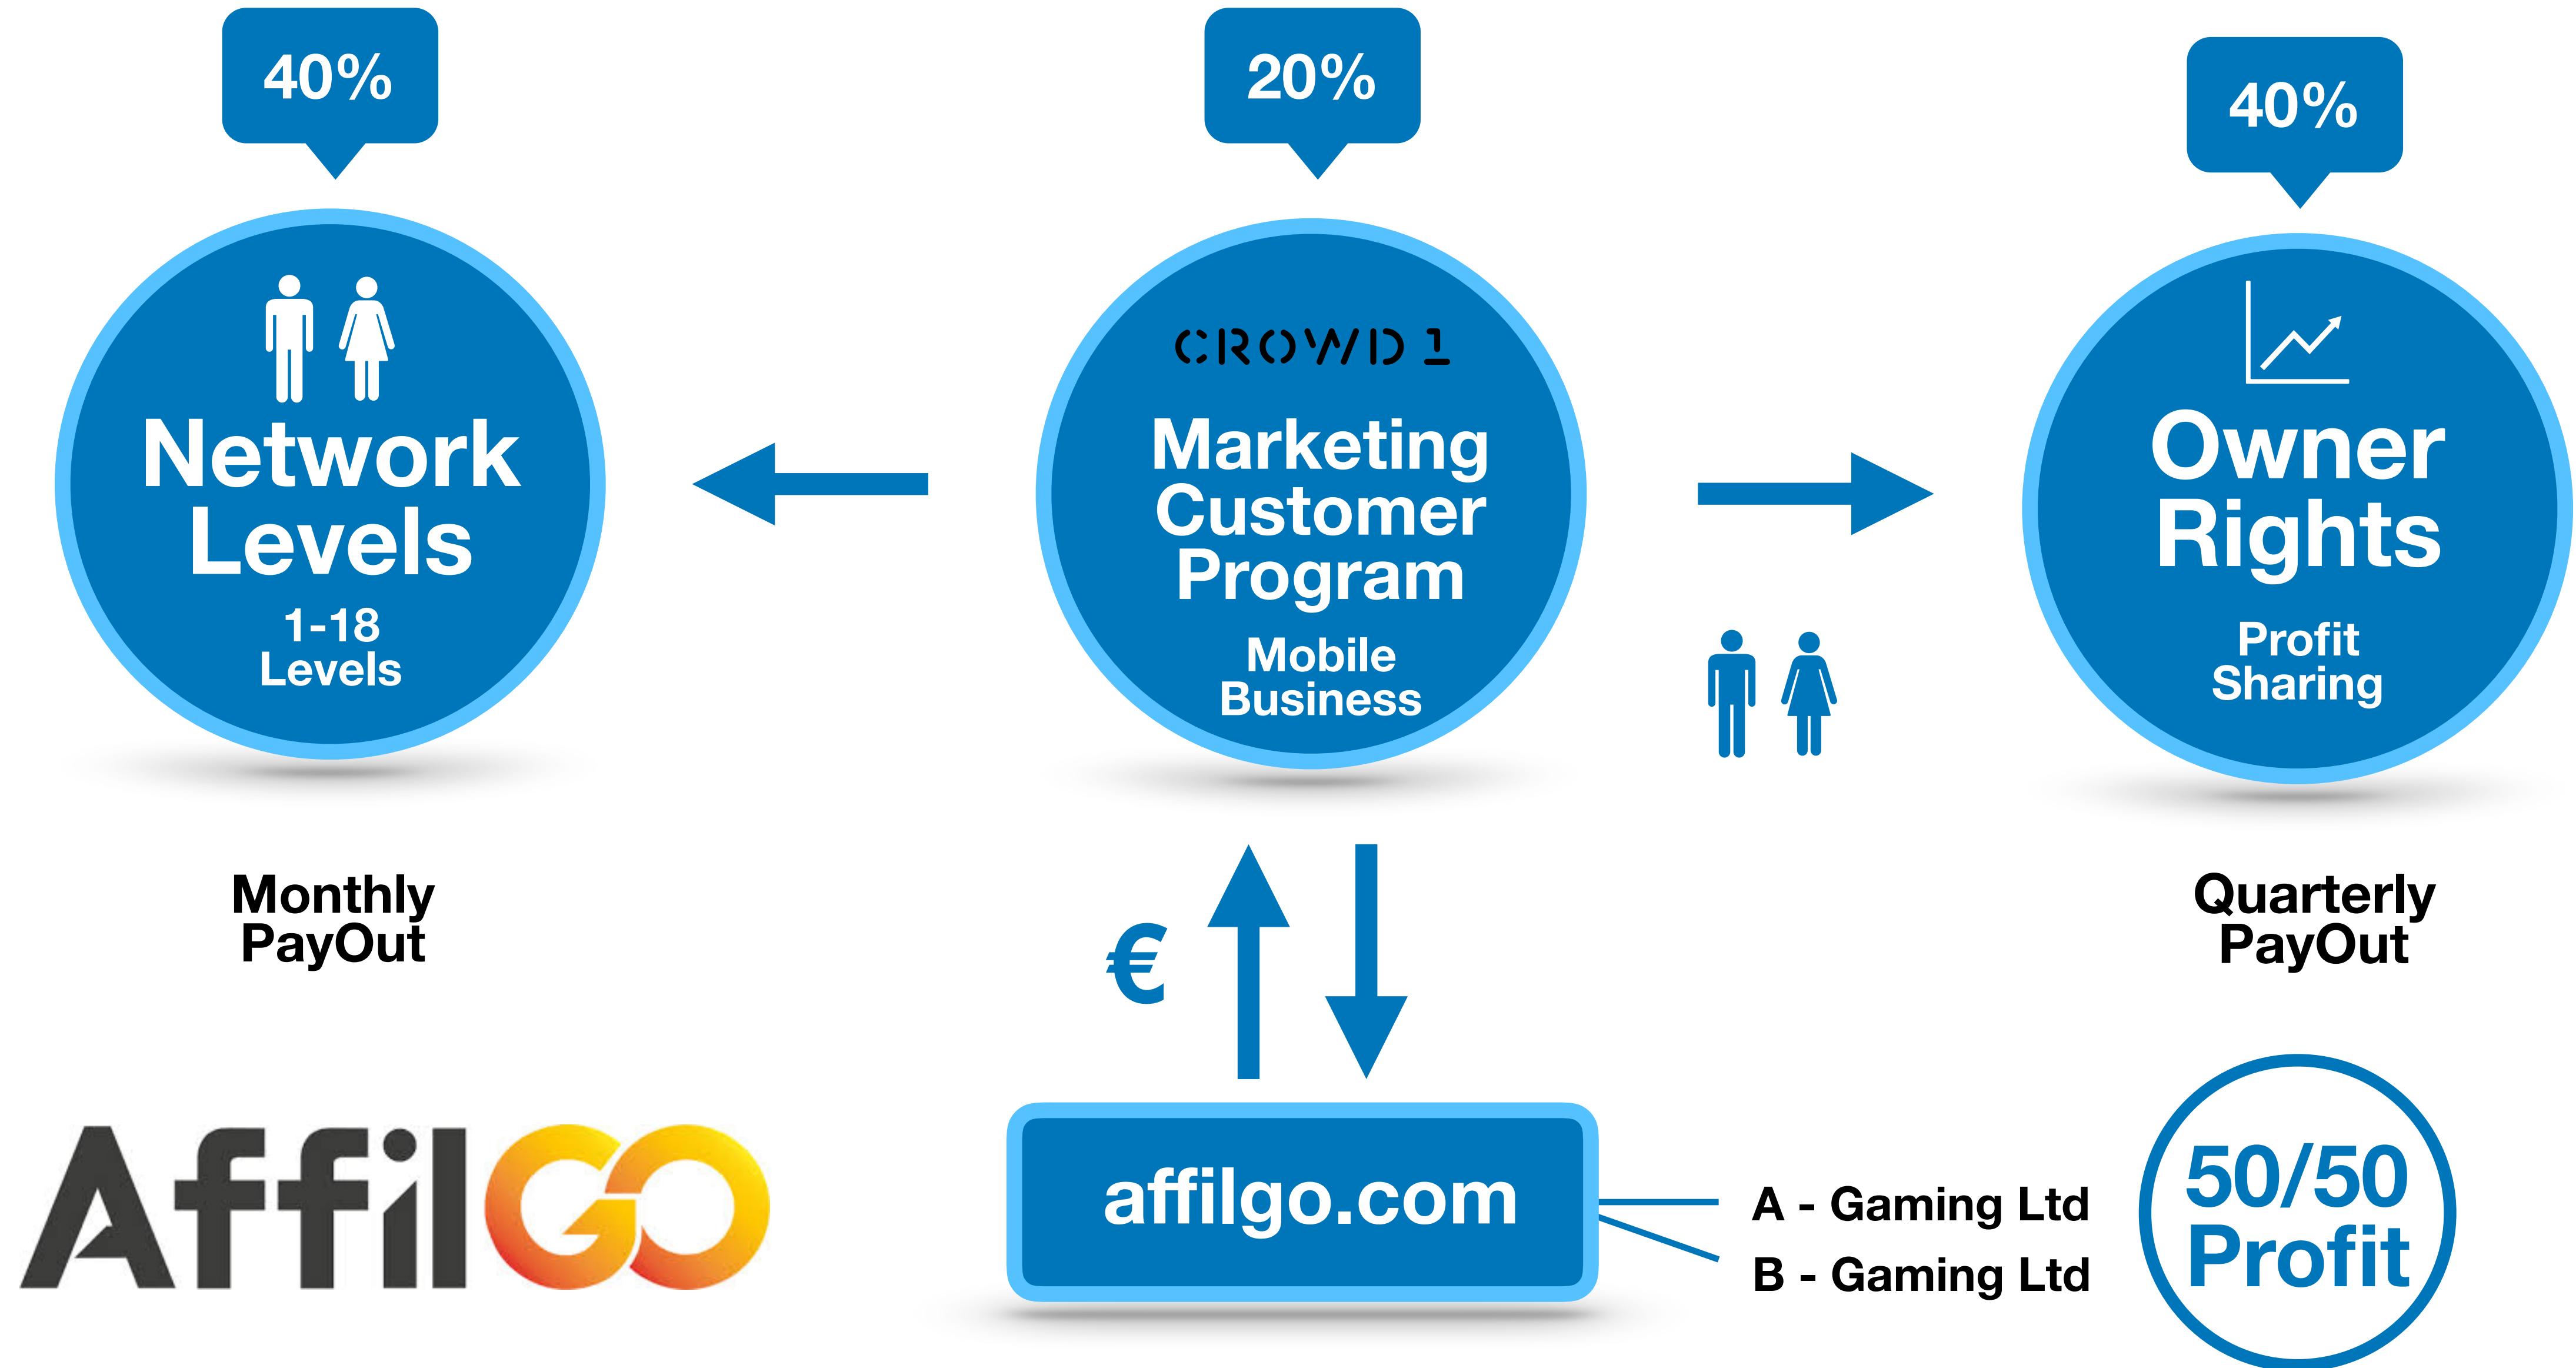 40%
20%
40%
Network
Levels
1-18
Levels
CROWD 1
Marketing
Customer
Program
Mobile
Business
Owner
Rights
Profit
Sharing
Monthly
PayOut
€
Quarterly
PayOut
AffilGO
affilgo.com
A - Gaming Ltd
B - Gaming Ltd
50/50
Profit